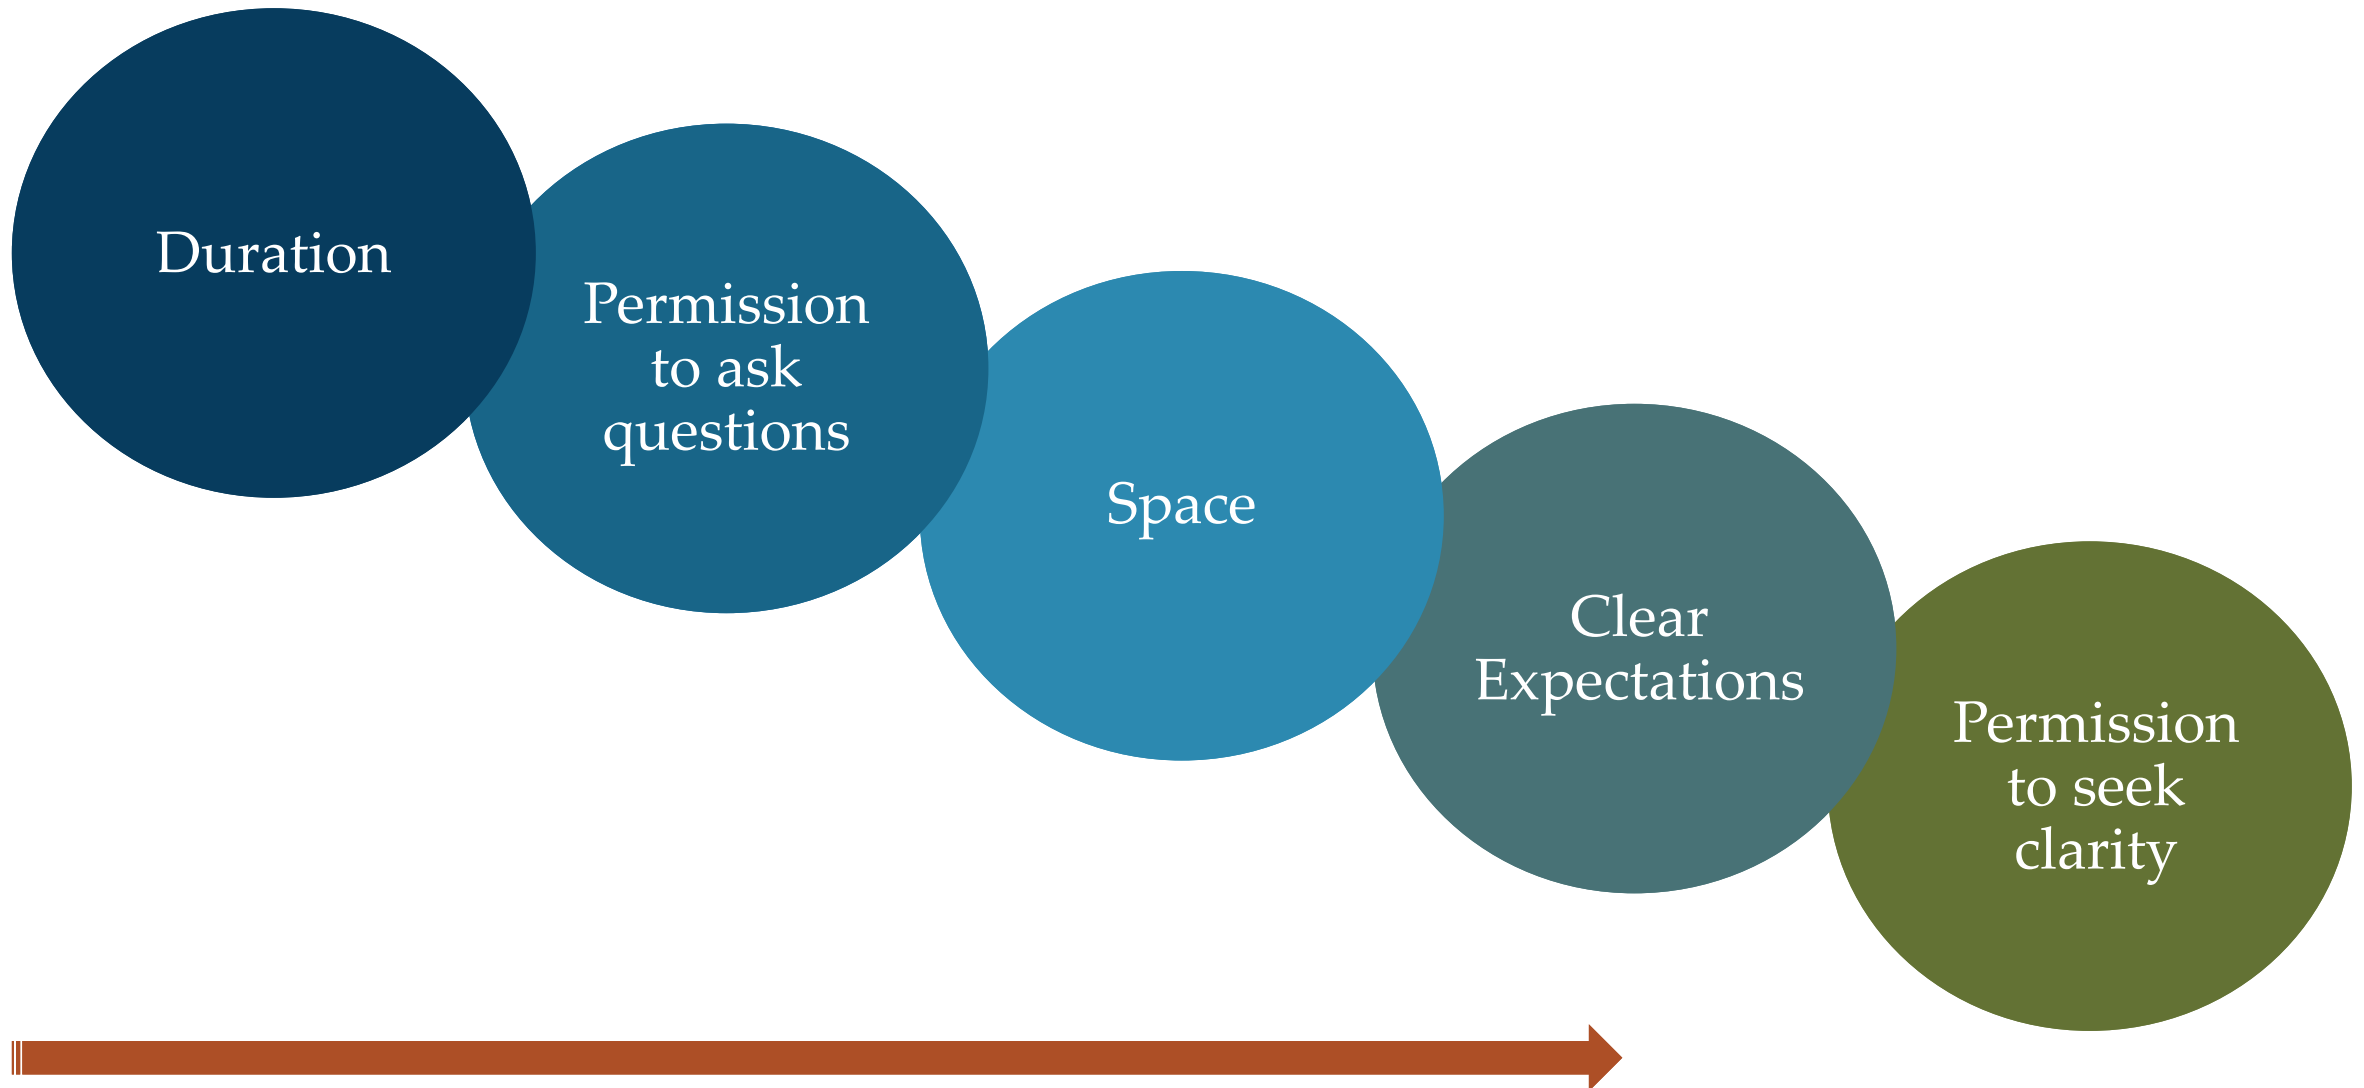 Duration
Permission
to ask
questions
Space
Clear
Expectations
Permission
to seek
clarity